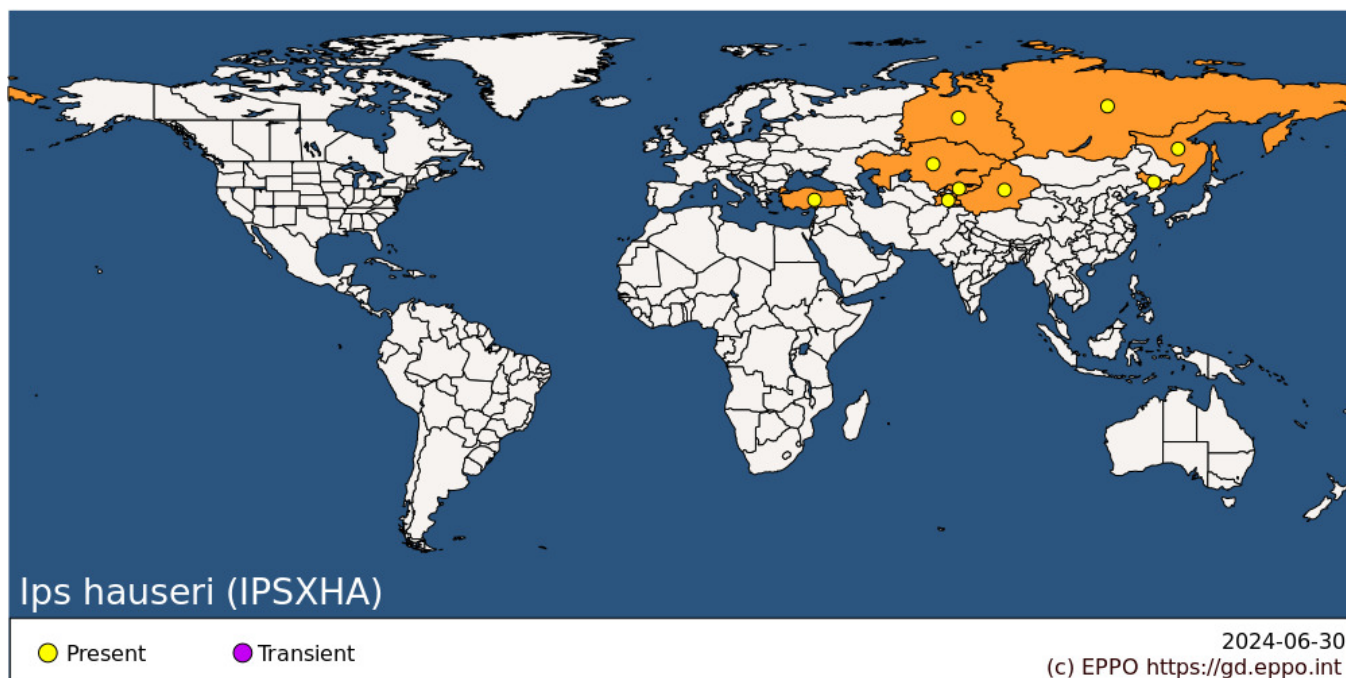 Ips hauseri (IPSXHA)
Present
Transient
2024-06-30
(c) EPPO https://gd.eppo.int